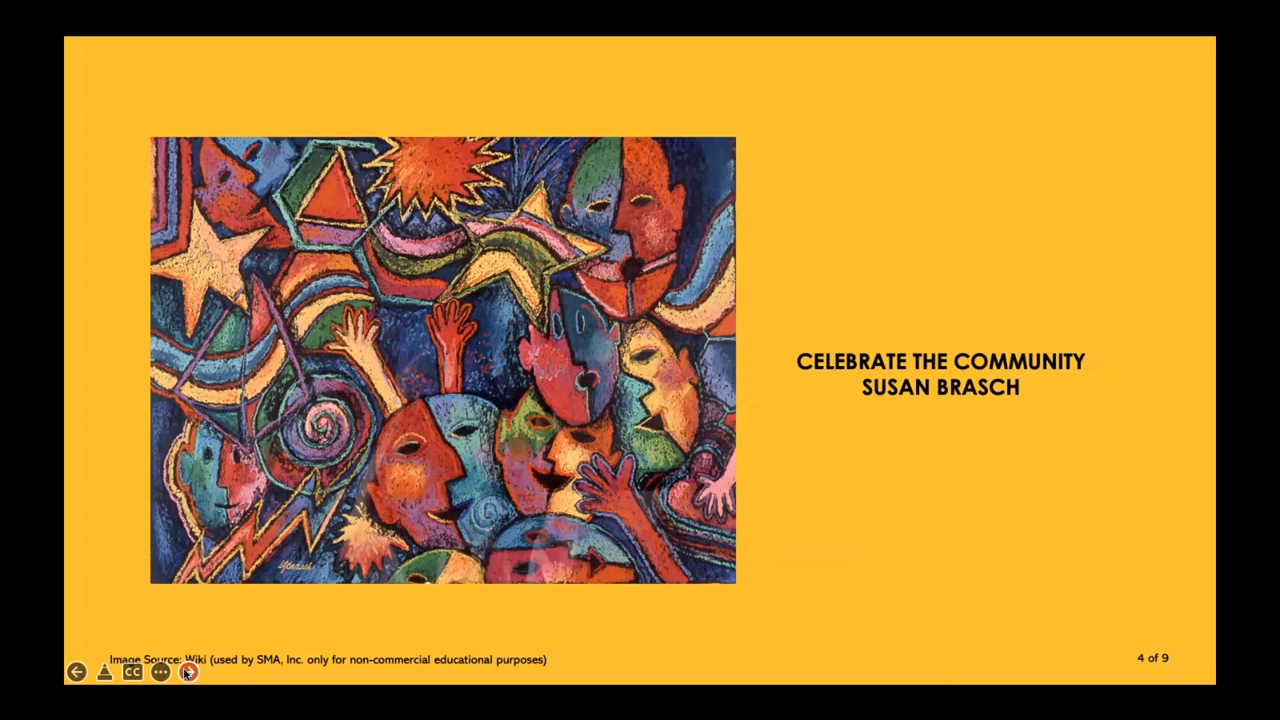 CELEBRATE THE COMMUNITY
SUSAN BRASCH
Image Source: Wiki (used by SMA, Inc. only for non-commercial educational purposes)
4 of 9
CC